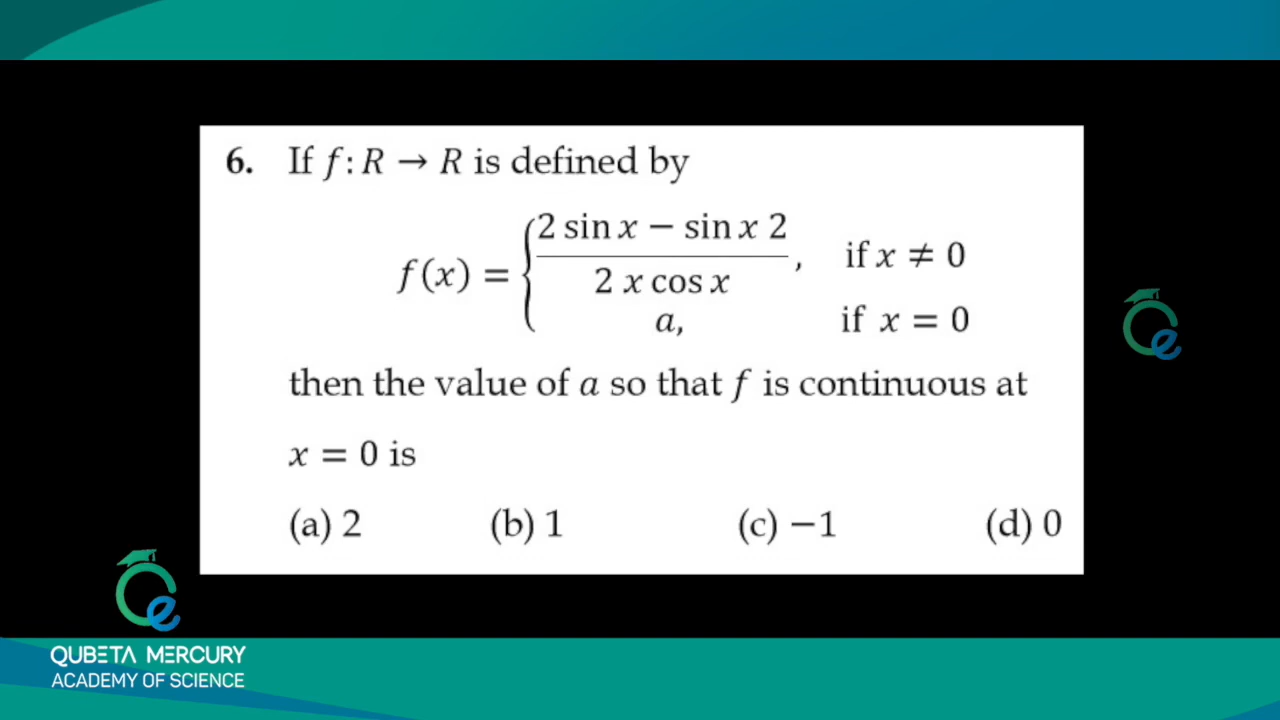 6. If f : R → R is defined by
f(x) = { 2 sin x − sin x 2 / 2 x cos x, if x ≠ 0
a, if x = 0
then the value of a so that f is continuous at
x = 0 is
(a) 2 (b) 1 (c) −1 (d) 0
QUBETA MERCURY
ACADEMY OF SCIENCE